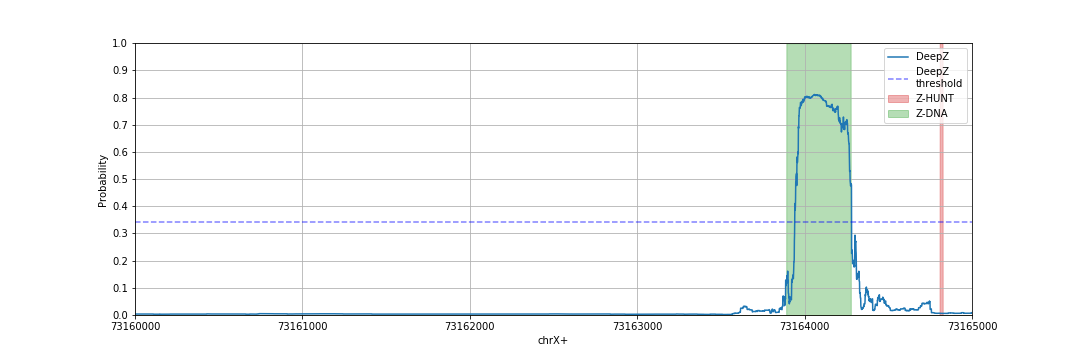 1.0
0.9
0.8
0.7
0.6
0.5
0.4
0.3
0.2
0.1
0.0
Probability
73160000
73161000
73162000
73163000
73164000
73165000
chrX+
DeepZ
DeepZ
threshold
Z-HUNT
Z-DNA